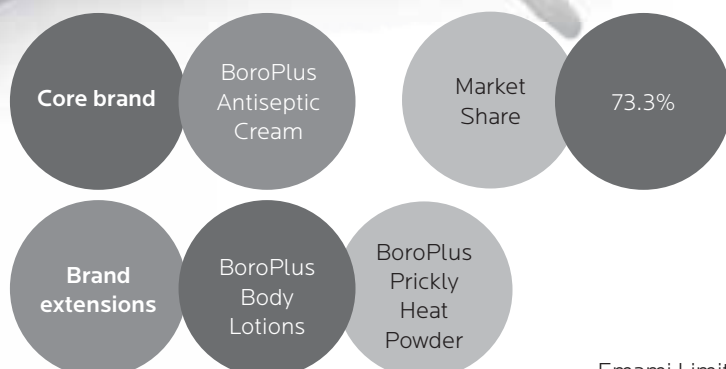 Core brand
BoroPlus
Antiseptic
Cream
Market
Share
73.3%
Brand
extensions
BoroPlus
Body
Lotions
BoroPlus
Prickly
Heat
Powder